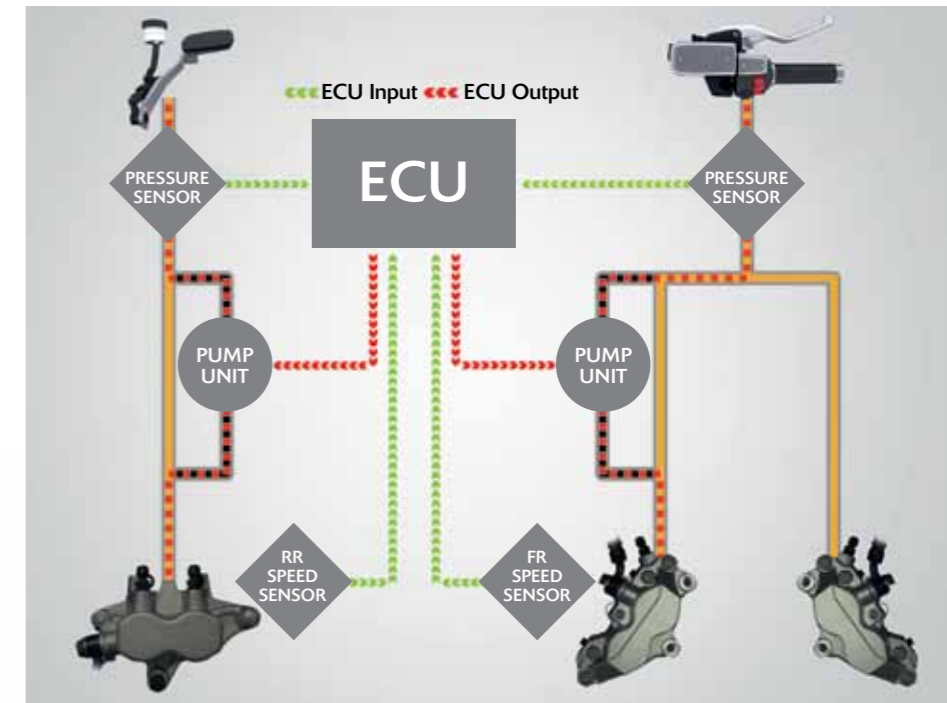 ECU Input ECU Output
ECU
PRESSURE
SENSOR
PRESSURE
SENSOR
PUMP
UNIT
PUMP
UNIT
RR
SPEED
SENSOR
FR
SPEED
SENSOR